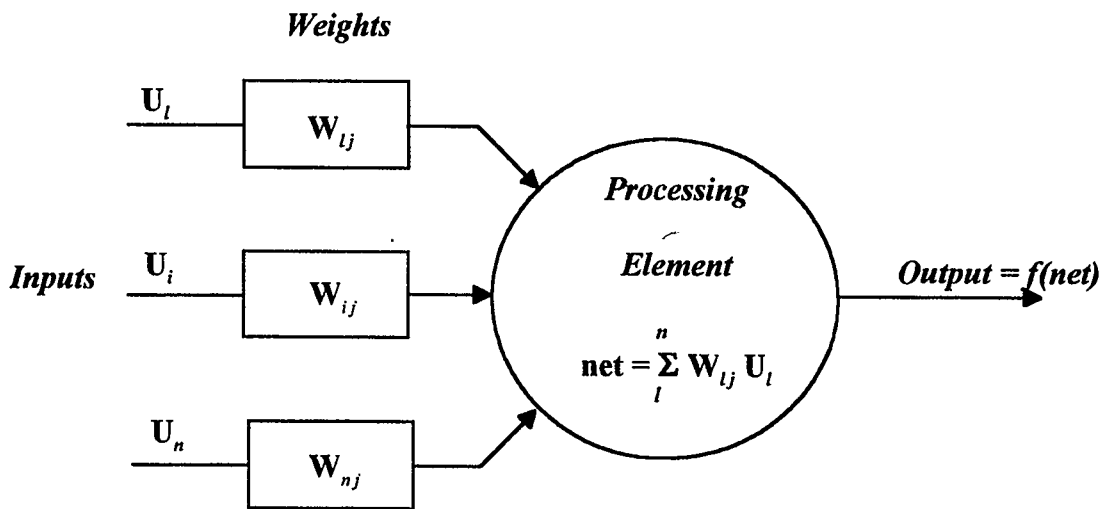 Weights
U_l
W_lj
Processing
Element
Inputs
U_i
W_ij
Output = f(net)
n
net = Σ W_lj U_l
l
U_n
W_nj